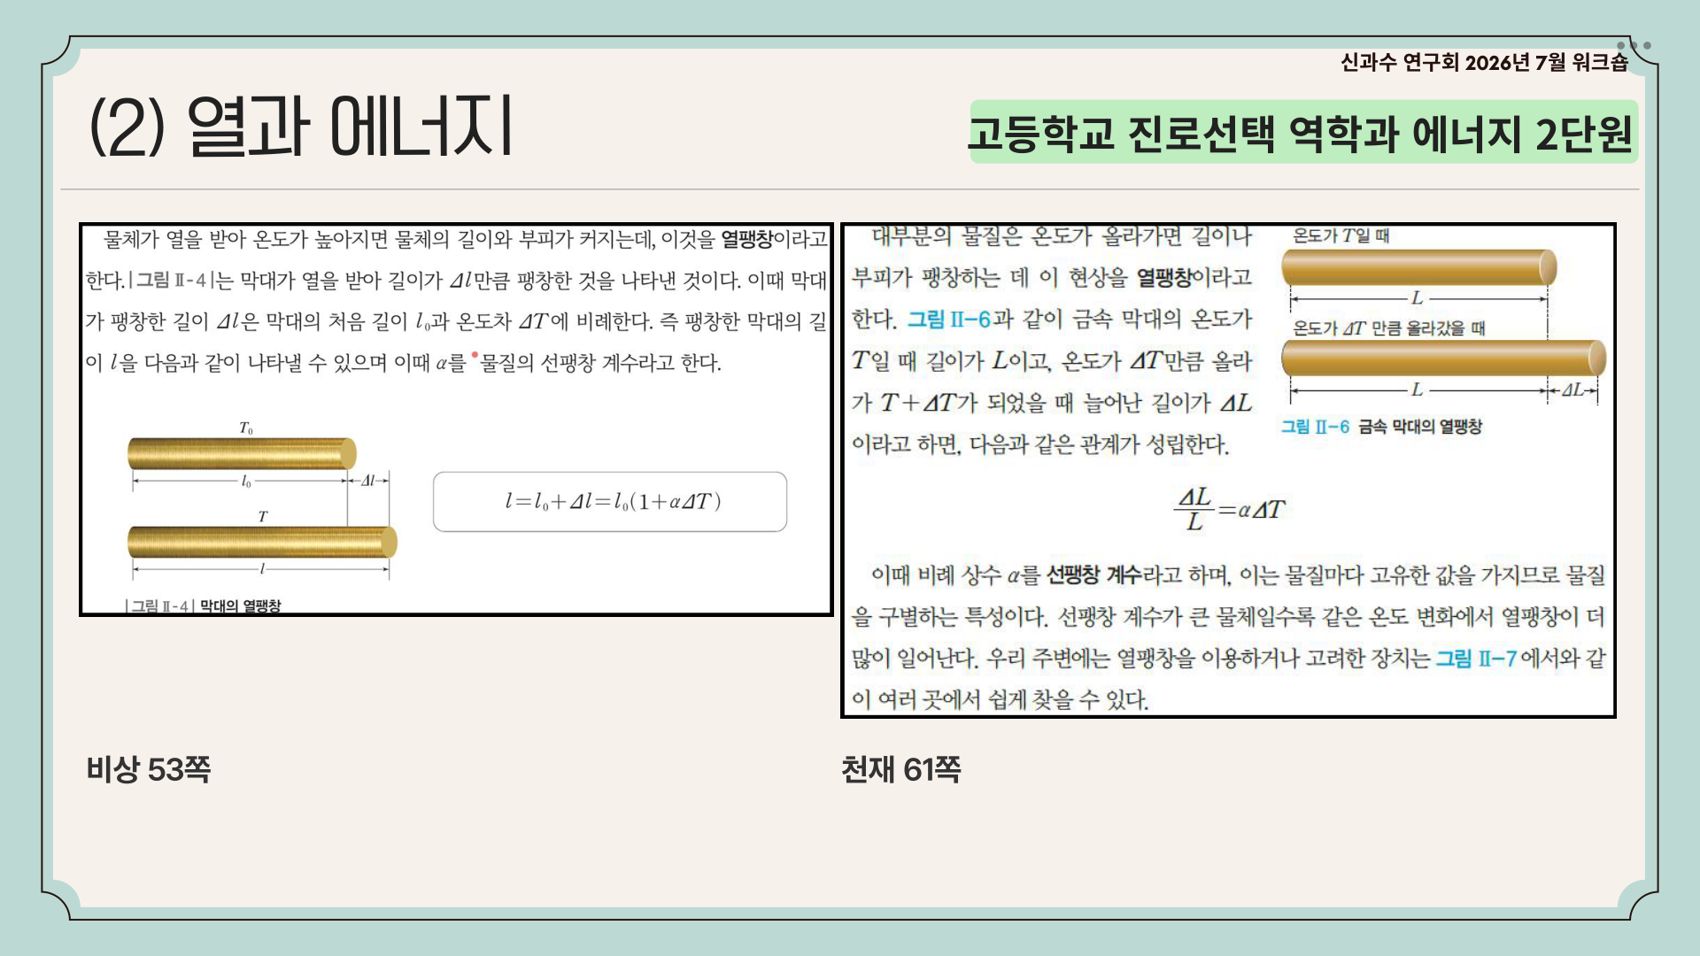 신과수 연구회 2026년 7월 워크숍
(2) 열과 에너지
고등학교 진로선택 역학과 에너지 2단원
물체가 열을 받아 온도가 높아지면 물체의 길이와 부피가 커지는데, 이것을 열팽창이라고
한다.|그림 Ⅱ-4|는 막대가 열을 받아 길이가 Δl만큼 팽창한 것을 나타낸 것이다. 이때 막대
가 팽창한 길이 Δl은 막대의 처음 길이 l₀과 온도차 ΔT에 비례한다. 즉 팽창한 막대의 길
이 l을 다음과 같이 나타낼 수 있으며 이때 α를 물질의 선팽창 계수라고 한다.
T₀
l₀ Δl
T
l
l=l₀+Δl=l₀(1+αΔT)
|그림 Ⅱ-4| 막대의 열팽창
비상 53쪽
대부분의 물질은 온도가 올라가면 길이나
부피가 팽창하는 데 이 현상을 열팽창이라고
한다. 그림 Ⅱ-6과 같이 금속 막대의 온도가
T일 때 길이가 L이고, 온도가 ΔT만큼 올라
가 T+ΔT가 되었을 때 늘어난 길이가 ΔL
이라고 하면, 다음과 같은 관계가 성립한다.
온도가 T일 때
L
온도가 ΔT 만큼 올라갔을 때
L ΔL
그림 Ⅱ-6 금속 막대의 열팽창
ΔL/L=αΔT
이때 비례 상수 α를 선팽창 계수라고 하며, 이는 물질마다 고유한 값을 가지므로 물질
을 구별하는 특성이다. 선팽창 계수가 큰 물체일수록 같은 온도 변화에서 열팽창이 더
많이 일어난다. 우리 주변에는 열팽창을 이용하거나 고려한 장치는 그림 Ⅱ-7에서와 같
이 여러 곳에서 쉽게 찾을 수 있다.
천재 61쪽